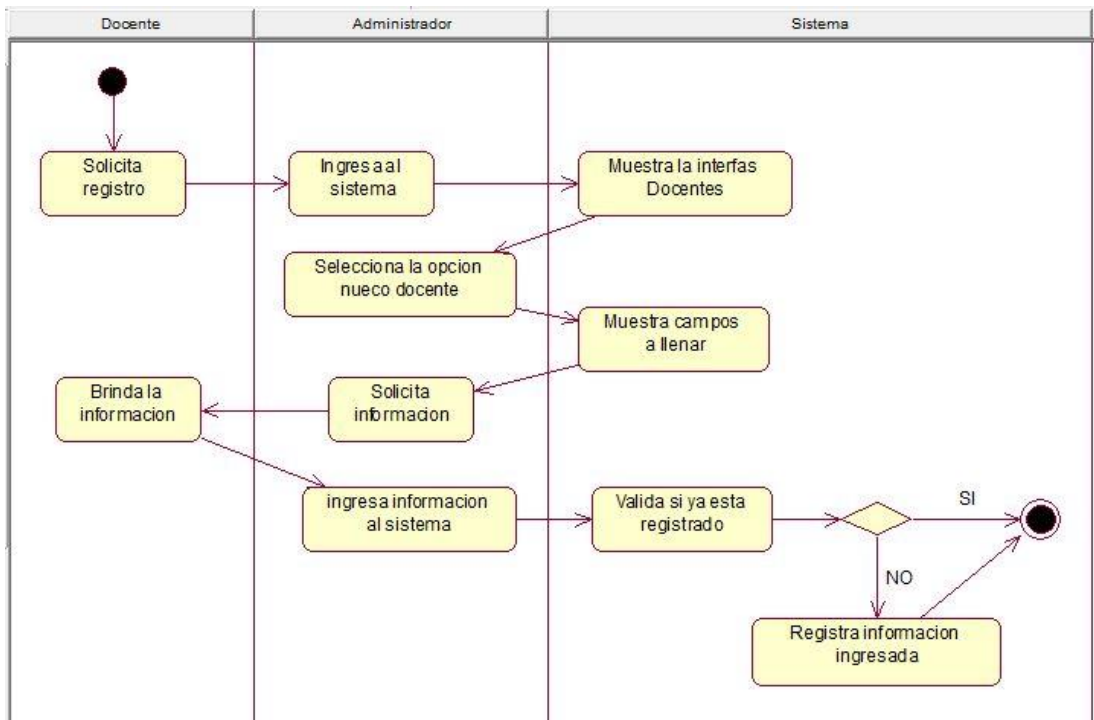 Docente
Administrador
Sistema
Solicita
registro
Ingresa al
sistema
Muestra la interfas
Docentes
Selecciona la opcion
nueco docente
Muestra campos
a llenar
Brinda la
informacion
Solicita
informacion
ingresa informacion
al sistema
Valida si ya esta
registrado
SI
NO
Registra informacion
ingresada